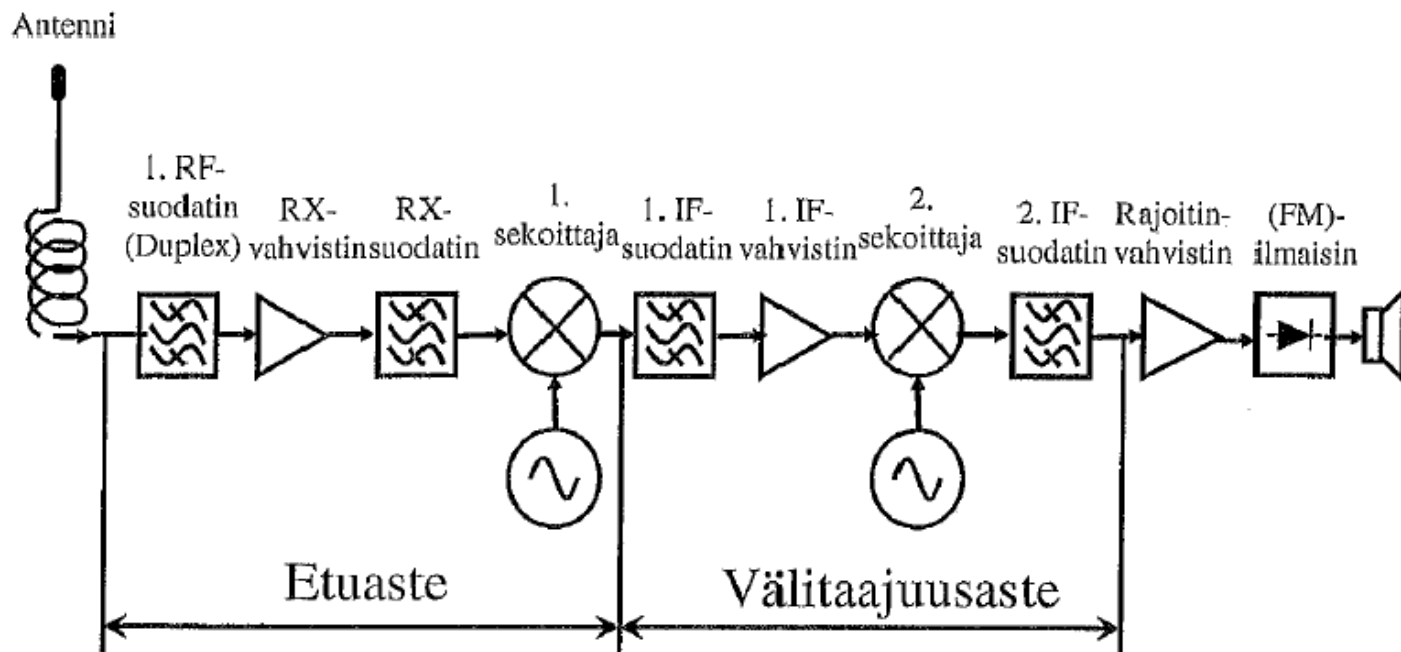 Antenni
1. RF-
suodatin
(Duplex)
RX-
vahvistin
RX-
suodatin
1.
sekoittaja
1. IF-
suodatin
1. IF-
vahvistin
2.
sekoittaja
2. IF-
suodatin
Rajoitin-
vahvistin
(FM)-
ilmaisin
Etuaste
Välitaajuusaste